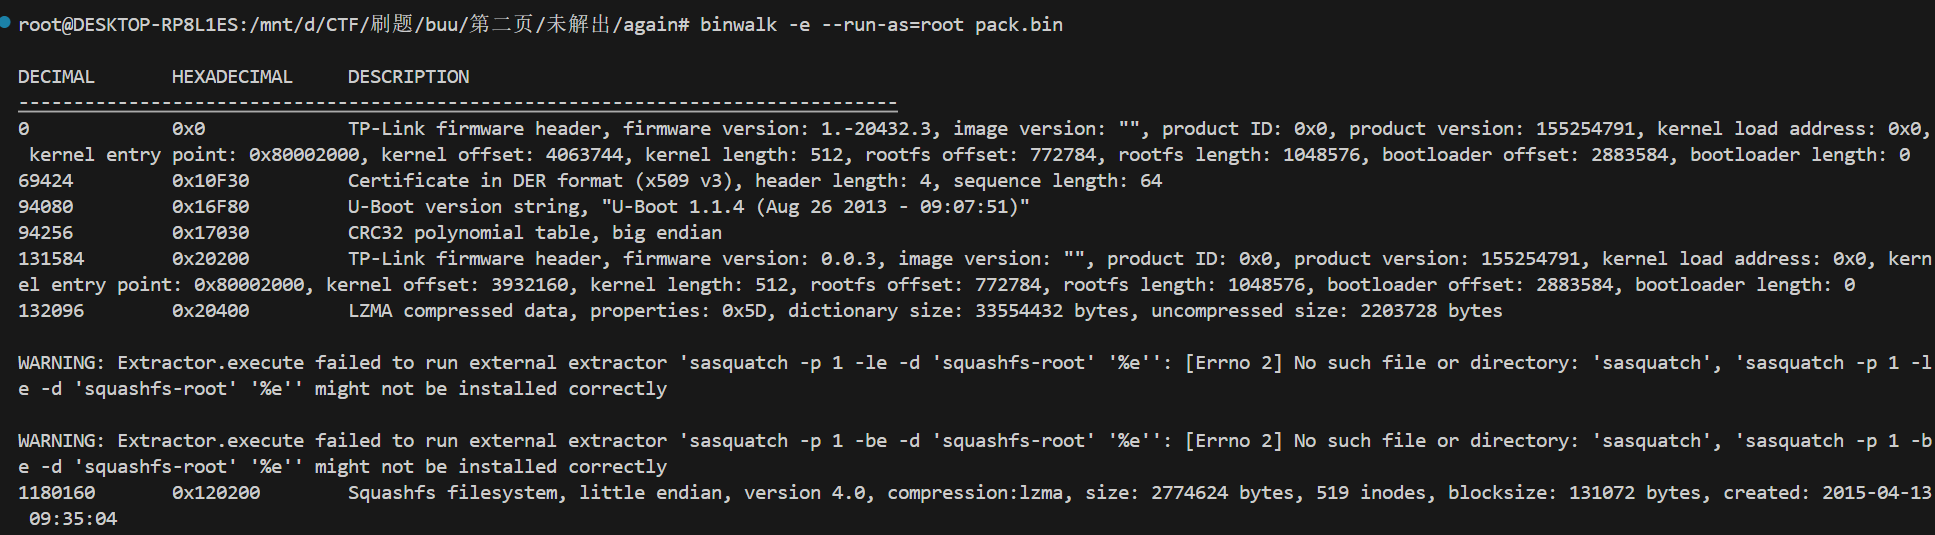 root@DESKTOP-RP8L1ES:/mnt/d/CTF/刷题/buu/第二页/未解出/again# binwalk -e --run-as=root pack.bin
DECIMAL       HEXADECIMAL     DESCRIPTION
--------------------------------------------------------------------------------
0             0x0             TP-Link firmware header, firmware version: 1.-20432.3, image version: "", product ID: 0x0, product version: 155254791, kernel load address: 0x0,
 kernel entry point: 0x80002000, kernel offset: 4063744, kernel length: 512, rootfs offset: 772784, rootfs length: 1048576, bootloader offset: 2883584, bootloader length: 0
69424         0x10F30         Certificate in DER format (x509 v3), header length: 4, sequence length: 64
94080         0x16F80         U-Boot version string, "U-Boot 1.1.4 (Aug 26 2013 - 09:07:51)"
94256         0x17030         CRC32 polynomial table, big endian
131584        0x20200         TP-Link firmware header, firmware version: 0.0.3, image version: "", product ID: 0x0, product version: 155254791, kernel load address: 0x0, kern
el entry point: 0x80002000, kernel offset: 3932160, kernel length: 512, rootfs offset: 772784, rootfs length: 1048576, bootloader offset: 2883584, bootloader length: 0
132096        0x20400         LZMA compressed data, properties: 0x5D, dictionary size: 33554432 bytes, uncompressed size: 2203728 bytes
WARNING: Extractor.execute failed to run external extractor 'sasquatch -p 1 -le -d 'squashfs-root' '%e'': [Errno 2] No such file or directory: 'sasquatch', 'sasquatch -p 1 -l
e -d 'squashfs-root' '%e'' might not be installed correctly
WARNING: Extractor.execute failed to run external extractor 'sasquatch -p 1 -be -d 'squashfs-root' '%e'': [Errno 2] No such file or directory: 'sasquatch', 'sasquatch -p 1 -b
e -d 'squashfs-root' '%e'' might not be installed correctly
1180160       0x120200        Squashfs filesystem, little endian, version 4.0, compression:lzma, size: 2774624 bytes, 519 inodes, blocksize: 131072 bytes, created: 2015-04-13
 09:35:04